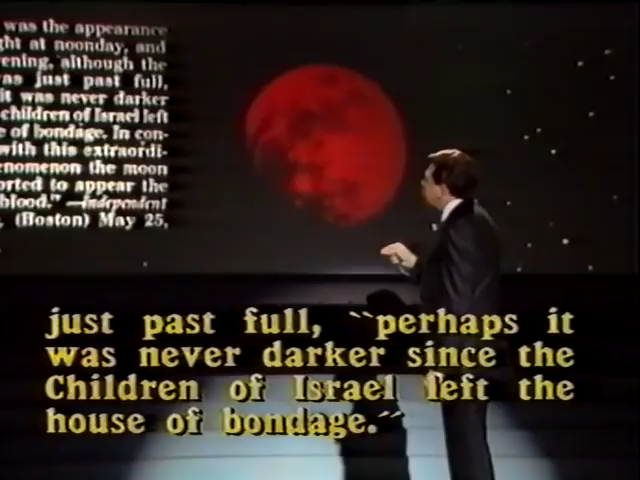 was the appearance
ght at noonday, and
ening, although the
as just past full,
it was never darker
children of Israel left
e of bondage. In con-
with this extraordi-
enomenon the moon
orted to appear the
blood." —Independent
(Boston) May 25,
just past full, "perhaps it
was never darker since the
Children of Israel left the
house of bondage."